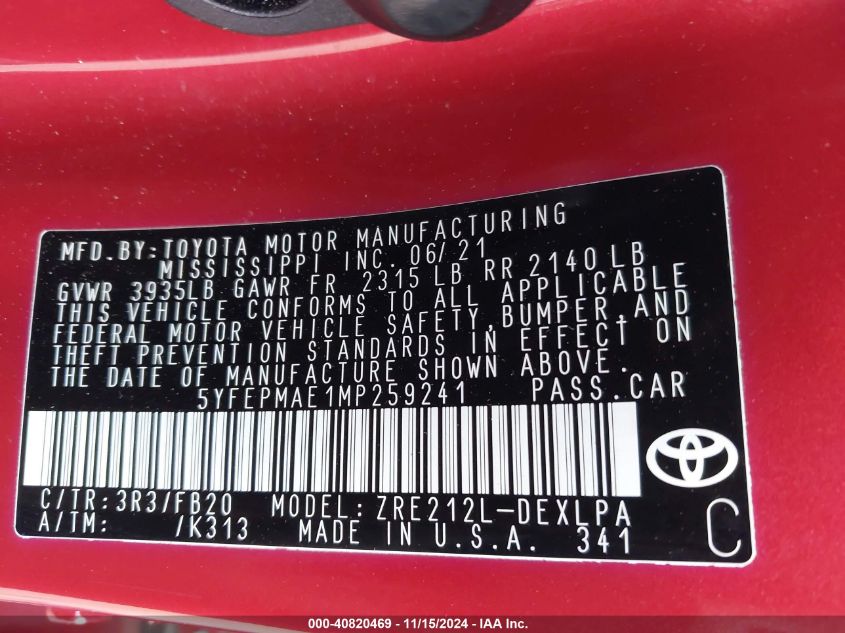 MFD.BY:TOYOTA MOTOR MANUFACTURING
MISSISSIPPI INC. 06/21
GVWR 3935LB GAWR FR 2315 LB RR 2140 LB
THIS VEHICLE CONFORMS TO ALL APPLICABLE
FEDERAL MOTOR VEHICLE SAFETY,BUMPER,AND
THEFT PREVENTION STANDARDS IN EFFECT ON
THE DATE OF MANUFACTURE SHOWN ABOVE.
5YFEPMAE1MP259241 PASS.CAR
C/TR:3R3/FB20 MODEL:ZRE212L-DEXLPA
A/TM: /K313 MADE IN U.S.A. 341
C
000-40820469 - 11/15/2024 - IAA Inc.